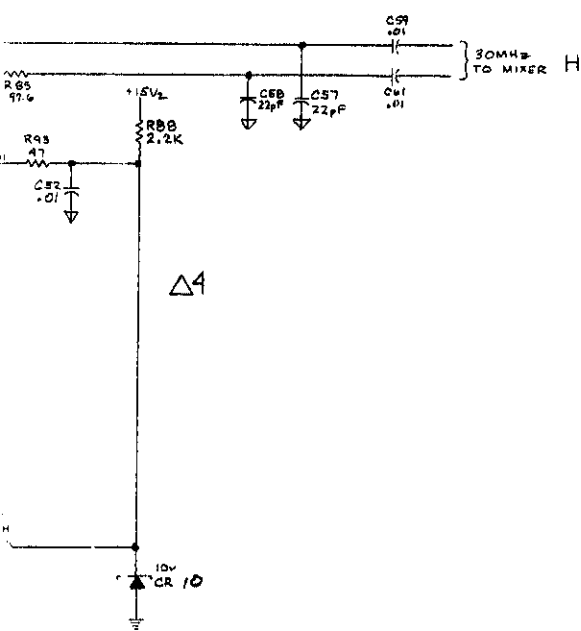 C59
.01
30MHz
TO MIXER
H
R85
97.6
+15V2
C58
22pF
C57
22pF
C61
.01
R88
2.2K
R93
47
C52
.01
△4
H
10V
CR 10